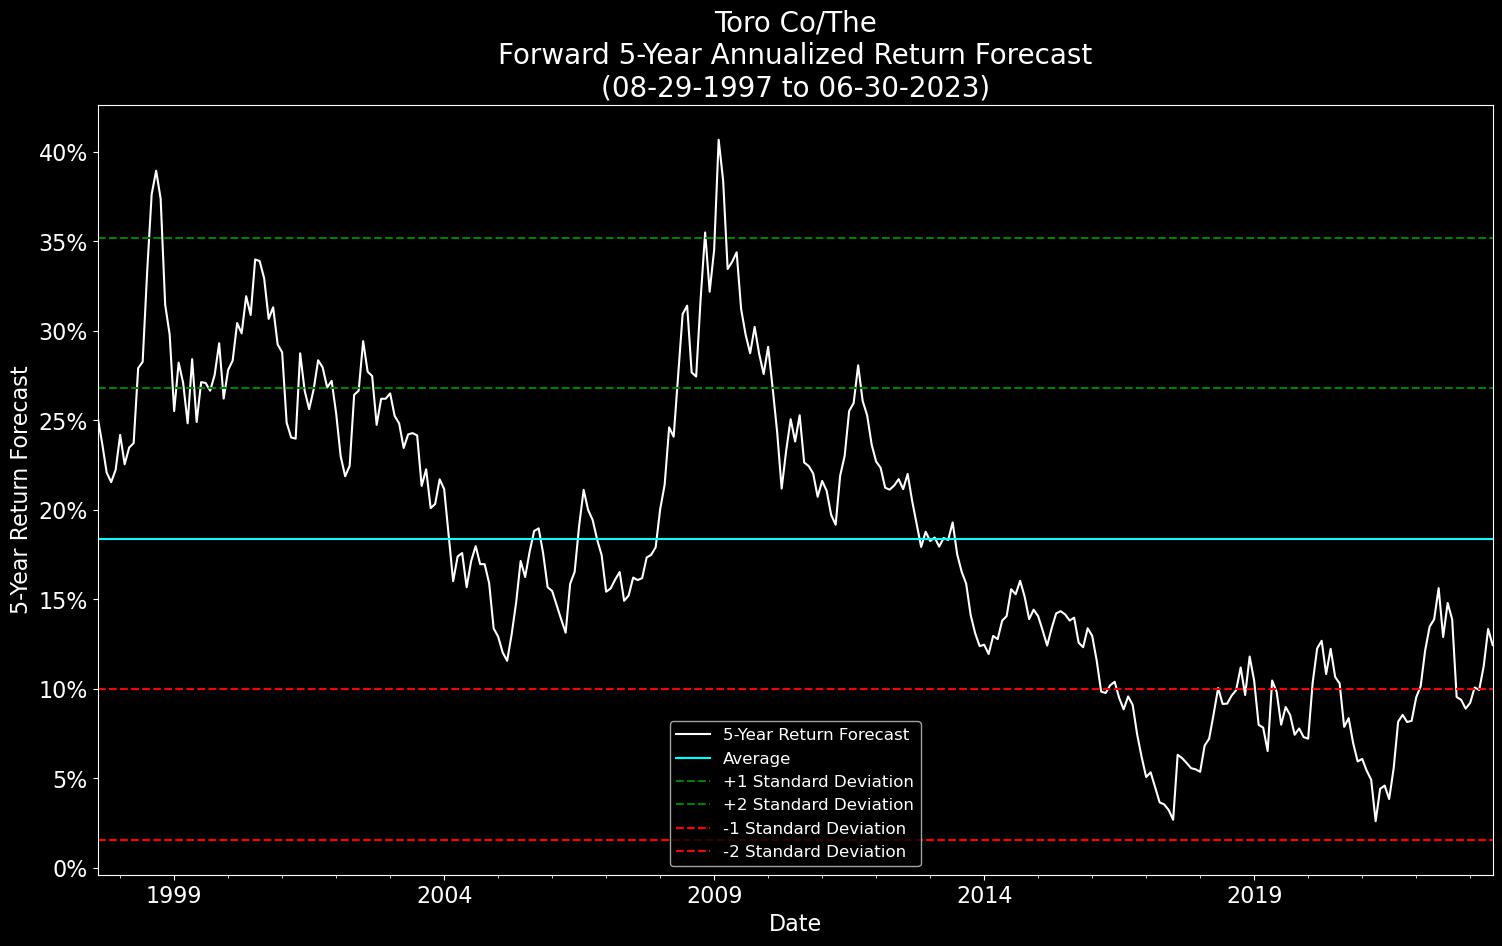 Toro Co/The
Forward 5-Year Annualized Return Forecast
(08-29-1997 to 06-30-2023)
40%
35%
30%
25%
20%
15%
10%
5%
0%
5-Year Return Forecast
5-Year Return Forecast
Average
+1 Standard Deviation
+2 Standard Deviation
-1 Standard Deviation
-2 Standard Deviation
1999 2004 2009 2014 2019
Date